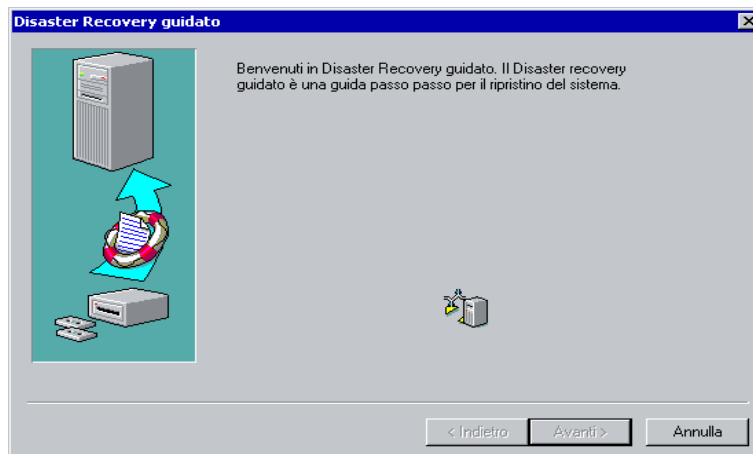 Disaster Recovery guidato
Benvenuti in Disaster Recovery guidato. Il Disaster recovery
guidato è una guida passo passo per il ripristino del sistema.
< Indietro
Avanti >
Annulla